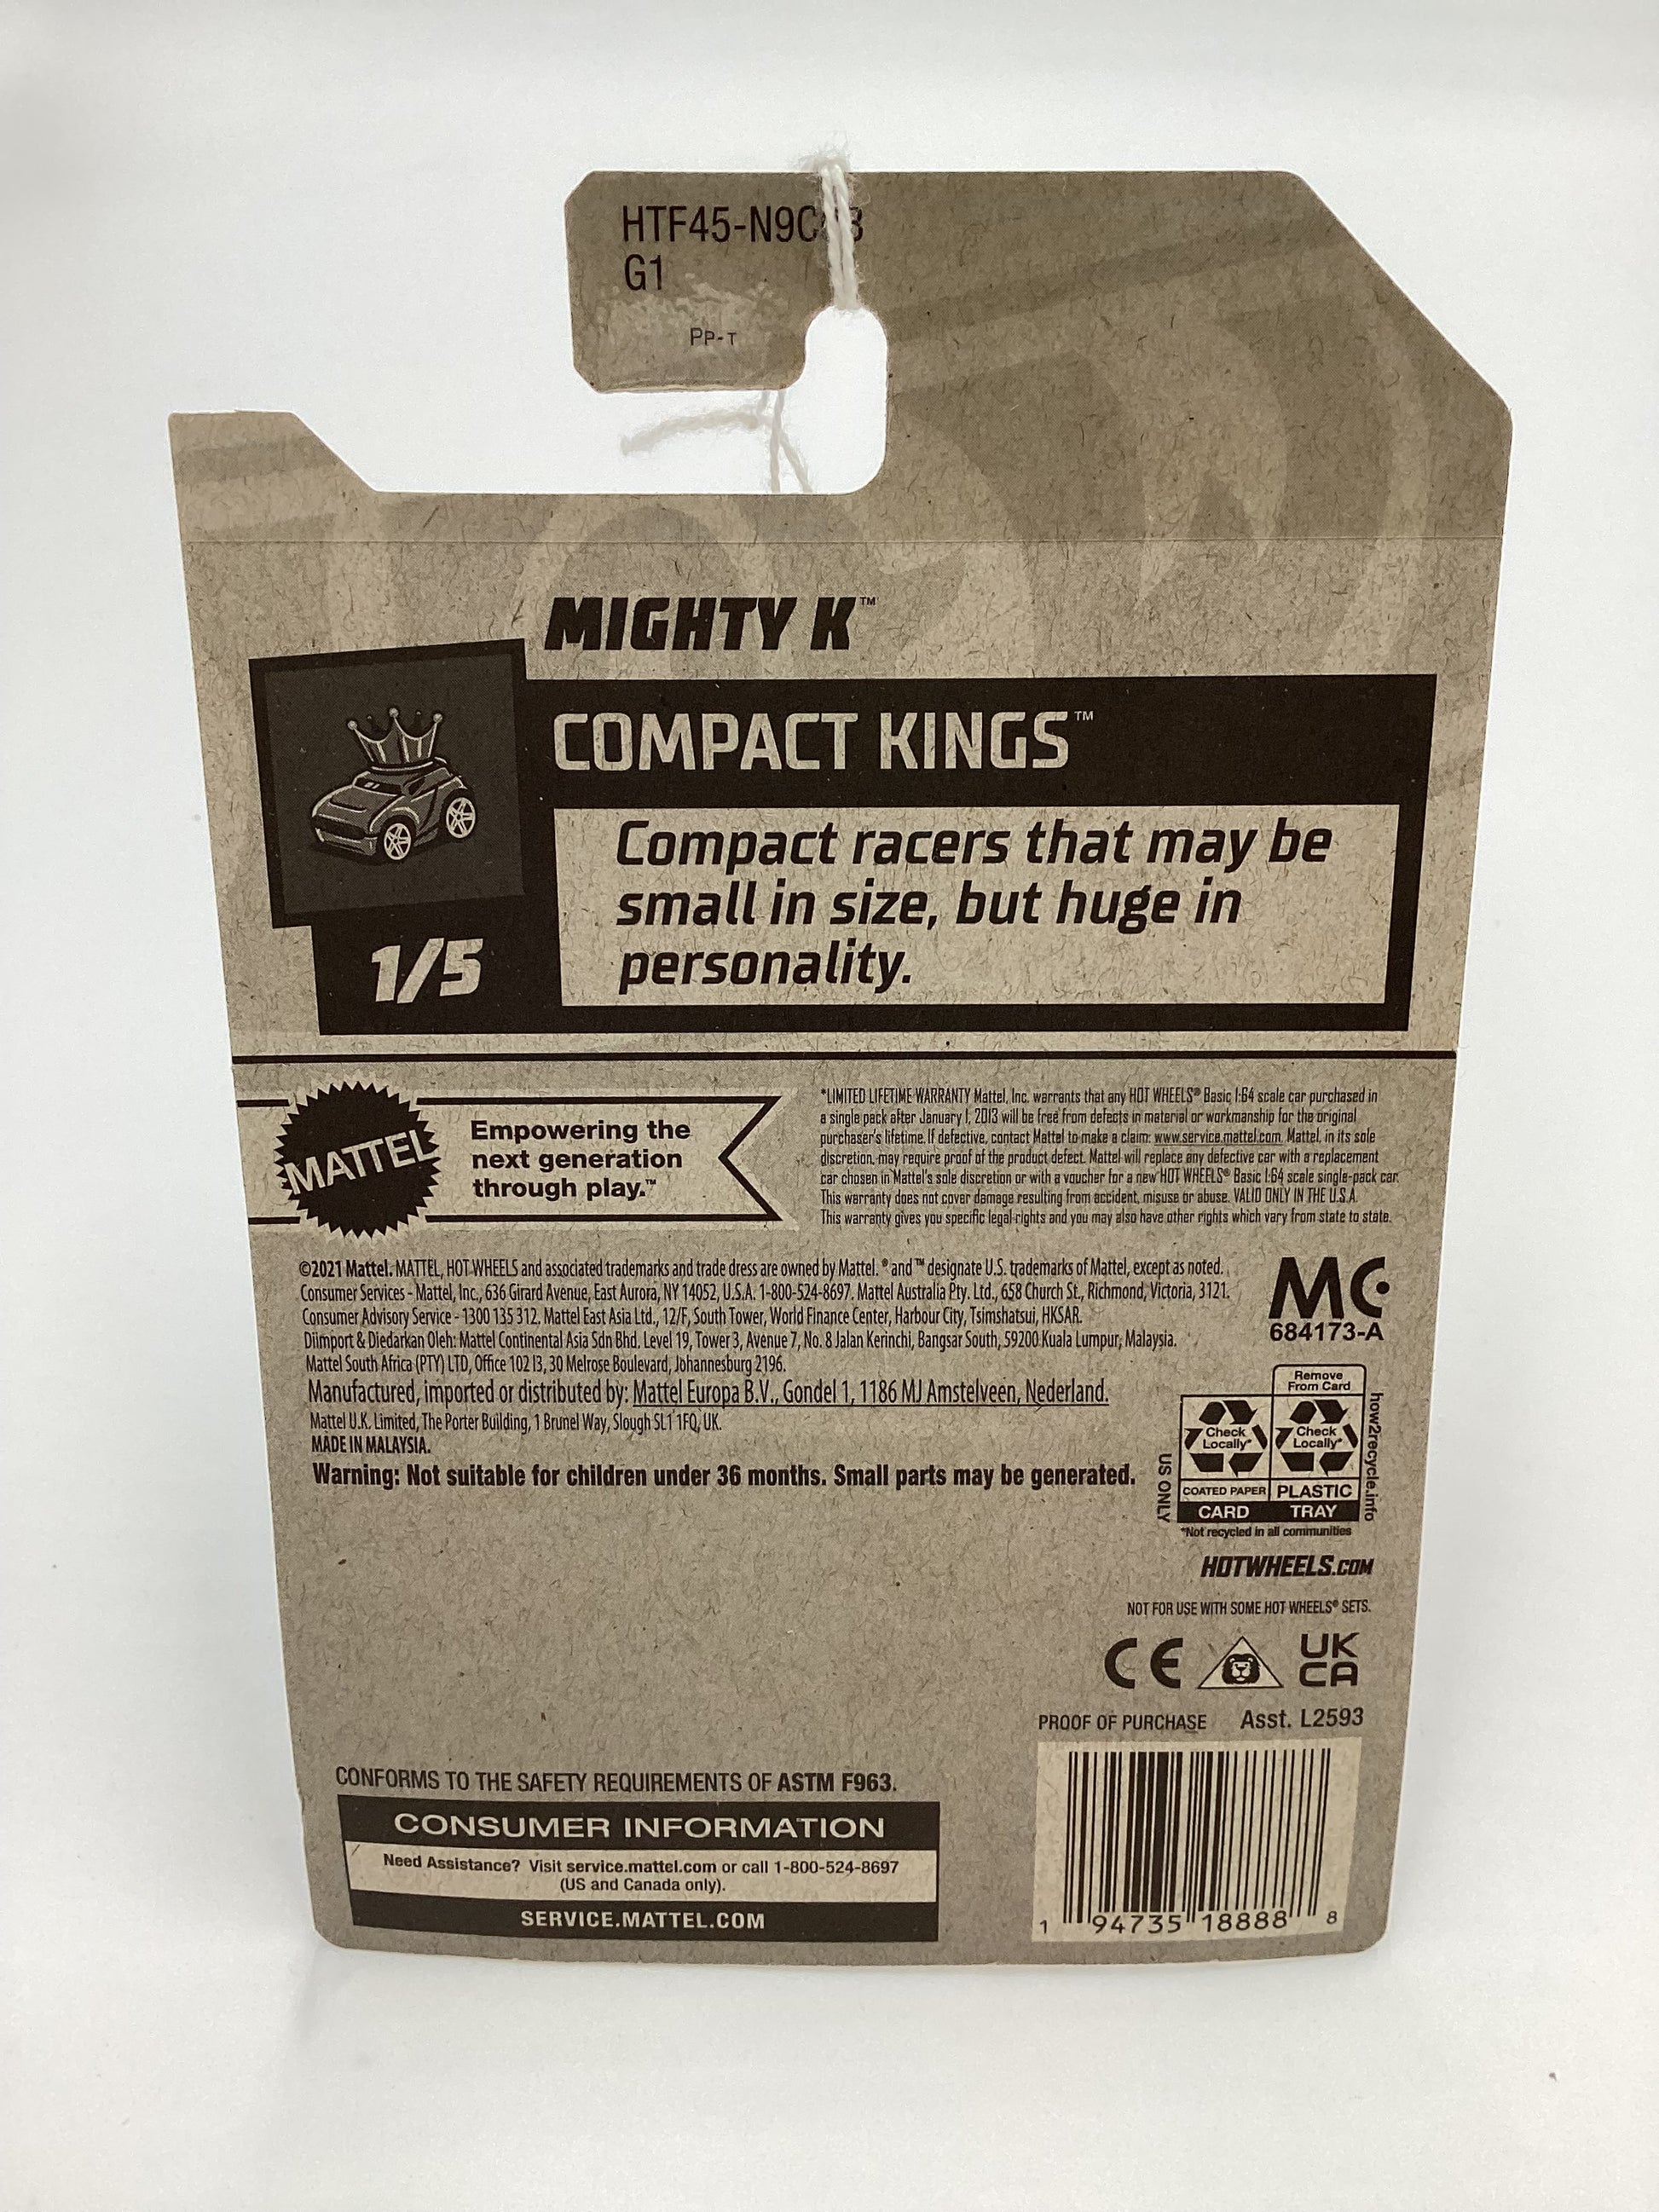 HTF45-N9C
G1
PP-T
MIGHTY K™
COMPACT KINGS™
Compact racers that may be
small in size, but huge in
personality.
1/5
MATTEL
Empowering the
next generation
through play.™
*LIMITED LIFETIME WARRANTY Mattel, Inc. warrants that any HOT WHEELS® Basic 1:64 scale car purchased in
a single pack after January 1, 2013 will be free from defects in material or workmanship for the original
purchaser's lifetime. If defective, contact Mattel to make a claim: www.service.mattel.com. Mattel, in its sole
discretion, may require proof of the product defect. Mattel will replace any defective car with a replacement
car chosen in Mattel's sole discretion or with a voucher for a new HOT WHEELS® Basic 1:64 scale single-pack car.
This warranty does not cover damage resulting from accident, misuse or abuse. VALID ONLY IN THE U.S.A.
This warranty gives you specific legal rights and you may also have other rights which vary from state to state.
©2021 Mattel. MATTEL, HOT WHEELS and associated trademarks and trade dress are owned by Mattel. ® and ™ designate U.S. trademarks of Mattel, except as noted.
Consumer Services - Mattel, Inc., 636 Girard Avenue, East Aurora, NY 14052, U.S.A. 1-800-524-8697. Mattel Australia Pty. Ltd., 658 Church St., Richmond, Victoria, 3121.
Consumer Advisory Service - 1300 135 312. Mattel East Asia Ltd., 12/F, South Tower, World Finance Center, Harbour City, Tsimshatsui, HKSAR.
Diimport & Diedarkan Oleh: Mattel Continental Asia Sdn Bhd. Level 19, Tower 3, Avenue 7, No. 8 Jalan Kerinchi, Bangsar South, 59200 Kuala Lumpur, Malaysia.
Mattel South Africa (PTY) LTD, Office 102 I3, 30 Melrose Boulevard, Johannesburg 2196.
Manufactured, imported or distributed by: Mattel Europa B.V., Gondel 1, 1186 MJ Amstelveen, Nederland.
Mattel U.K. Limited, The Porter Building, 1 Brunel Way, Slough SL1 1FQ, UK.
MADE IN MALAYSIA.
Warning: Not suitable for children under 36 months. Small parts may be generated.
MC
684173-A
Remove
From Card
Check
Locally*
Check
Locally*
COATED PAPER
PLASTIC
CARD
TRAY
US ONLY
how2recycle.info
*Not recycled in all communities
HOTWHEELS.COM
NOT FOR USE WITH SOME HOT WHEELS® SETS.
CE
UK
CA
PROOF OF PURCHASE Asst. L2593
1 94735 18888 8
CONFORMS TO THE SAFETY REQUIREMENTS OF ASTM F963.
CONSUMER INFORMATION
Need Assistance? Visit service.mattel.com or call 1-800-524-8697
(US and Canada only).
SERVICE.MATTEL.COM